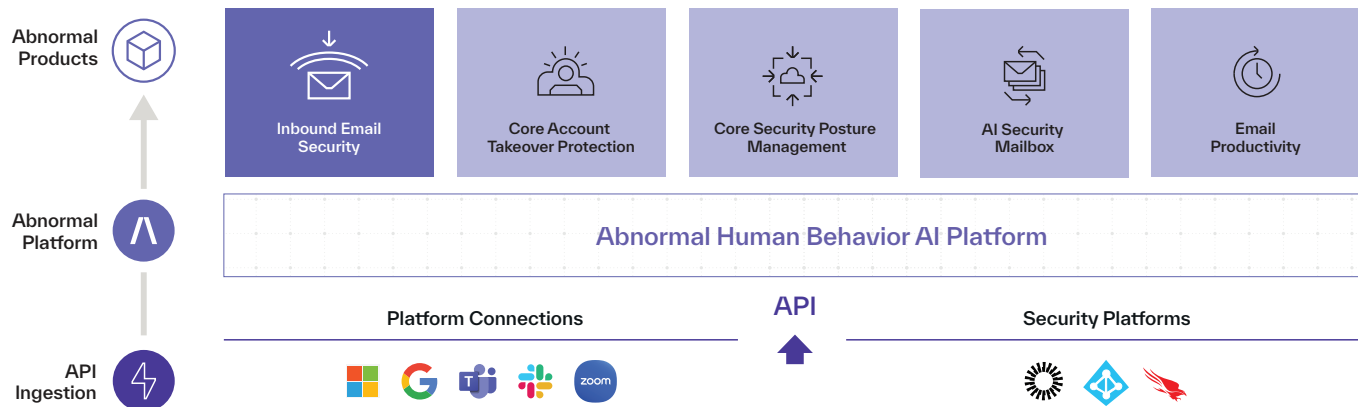 Abnormal
Products
Inbound Email
Security
Core Account
Takeover Protection
Core Security Posture
Management
AI Security
Mailbox
Email
Productivity
Abnormal
Platform
Abnormal Human Behavior AI Platform
API
Platform Connections
Security Platforms
API
Ingestion
T
zoom